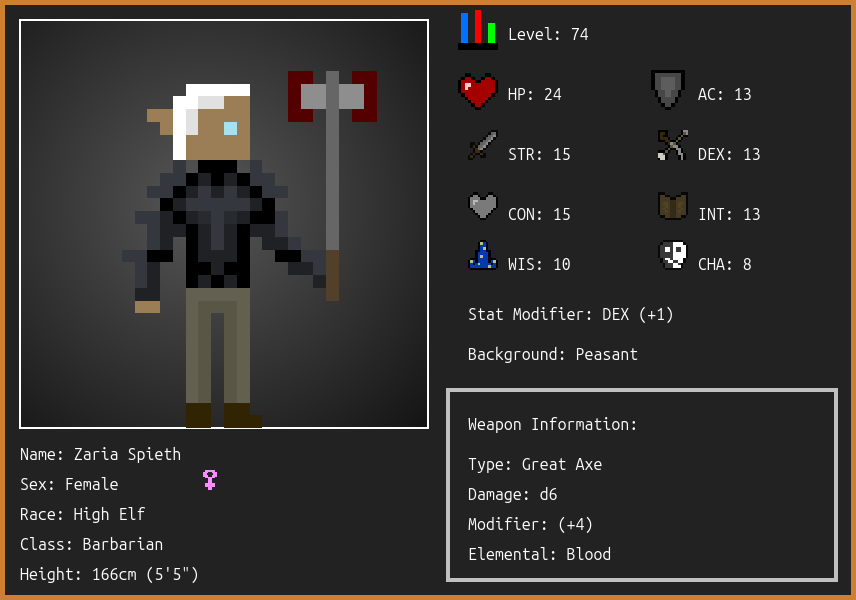 Level: 74
HP: 24
AC: 13
STR: 15
DEX: 13
CON: 15
INT: 13
WIS: 10
CHA: 8
Stat Modifier: DEX (+1)
Background: Peasant
Weapon Information:
Type: Great Axe
Damage: d6
Modifier: (+4)
Elemental: Blood
Name: Zaria Spieth
Sex: Female
Race: High Elf
Class: Barbarian
Height: 166cm (5'5")